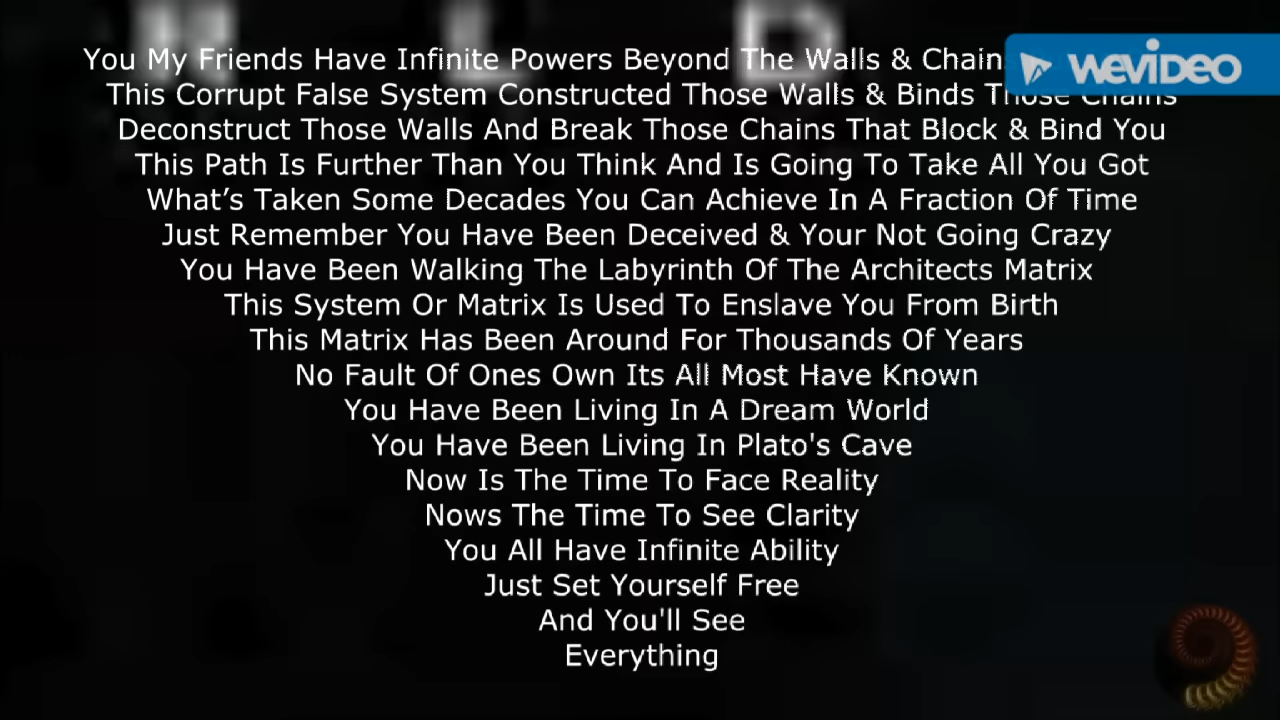 You My Friends Have Infinite Powers Beyond The Walls & Chain
WEVIDEO
This Corrupt False System Constructed Those Walls & Binds Those Chains
Deconstruct Those Walls And Break Those Chains That Block & Bind You
This Path Is Further Than You Think And Is Going To Take All You Got
What’s Taken Some Decades You Can Achieve In A Fraction Of Time
Just Remember You Have Been Deceived & Your Not Going Crazy
You Have Been Walking The Labyrinth Of The Architects Matrix
This System Or Matrix Is Used To Enslave You From Birth
This Matrix Has Been Around For Thousands Of Years
No Fault Of Ones Own Its All Most Have Known
You Have Been Living In A Dream World
You Have Been Living In Plato's Cave
Now Is The Time To Face Reality
Nows The Time To See Clarity
You All Have Infinite Ability
Just Set Yourself Free
And You'll See
Everything